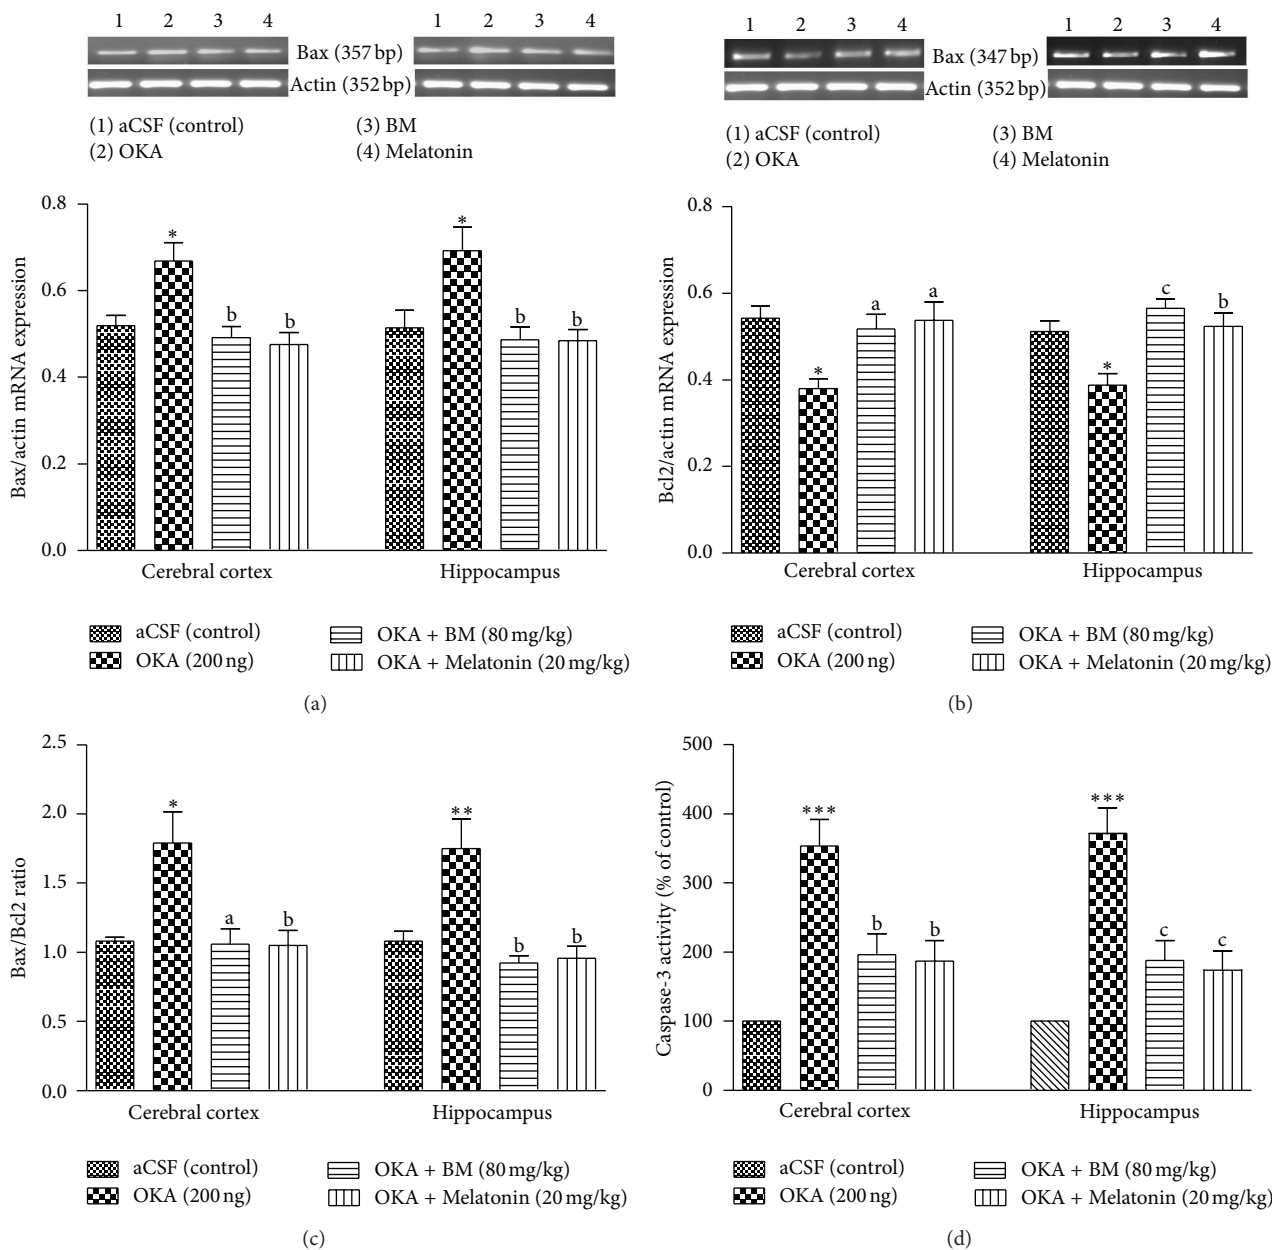 1 2 3 4
1 2 3 4
Bax (357 bp)
Actin (352 bp)
(1) aCSF (control)
(2) OKA
(3) BM
(4) Melatonin
0.8
0.6
0.4
0.2
0.0
Bax/actin mRNA expression
*
b
b
*
b
b
Cerebral cortex
Hippocampus
aCSF (control)
OKA (200 ng)
OKA + BM (80 mg/kg)
OKA + Melatonin (20 mg/kg)
(a)
1 2 3 4
1 2 3 4
Bax (347 bp)
Actin (352 bp)
(1) aCSF (control)
(2) OKA
(3) BM
(4) Melatonin
0.8
0.6
0.4
0.2
0.0
Bcl2/actin mRNA expression
*
a
a
*
c
b
Cerebral cortex
Hippocampus
aCSF (control)
OKA (200 ng)
OKA + BM (80 mg/kg)
OKA + Melatonin (20 mg/kg)
(b)
2.5
2.0
1.5
1.0
0.5
0.0
Bax/Bcl2 ratio
*
a
b
**
b
b
Cerebral cortex
Hippocampus
aCSF (control)
OKA (200 ng)
OKA + BM (80 mg/kg)
OKA + Melatonin (20 mg/kg)
(c)
500
400
300
200
100
0
Caspase-3 activity (% of control)
***
b
b
***
c
c
Cerebral cortex
Hippocampus
aCSF (control)
OKA (200 ng)
OKA + BM (80 mg/kg)
OKA + Melatonin (20 mg/kg)
(d)